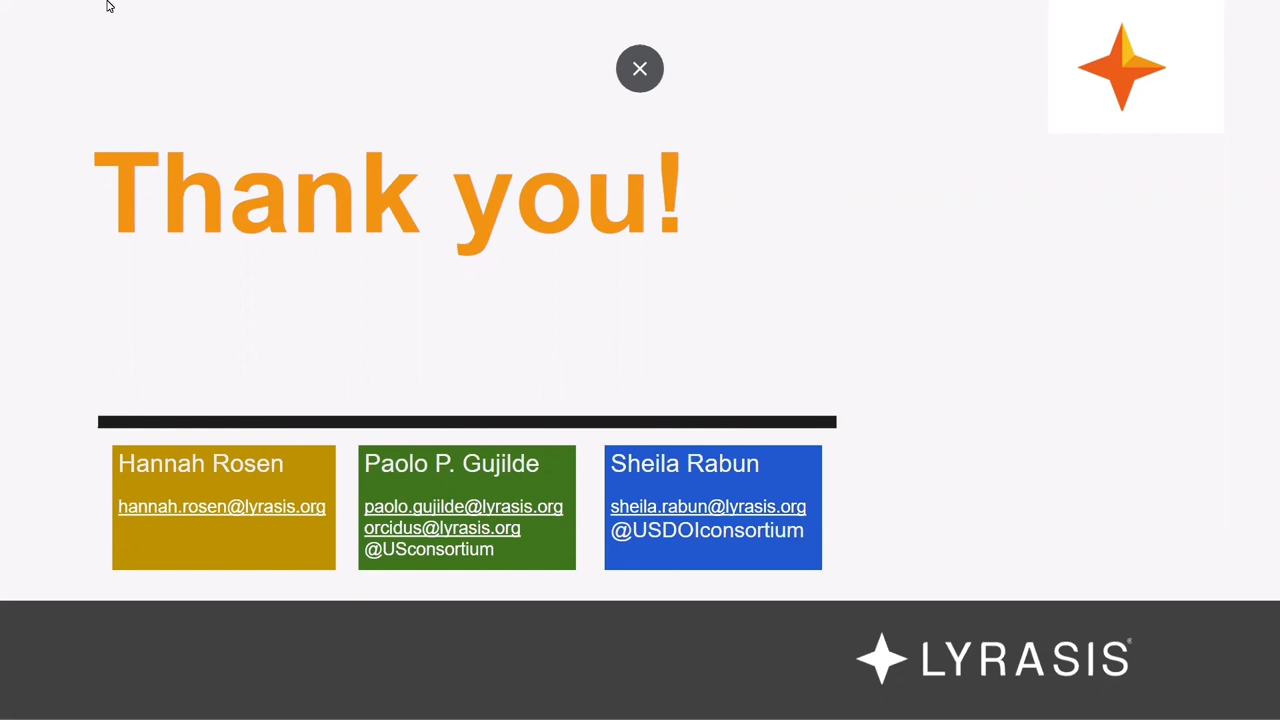 Thank you!
Hannah Rosen
hannah.rosen@lyrasis.org
Paolo P. Gujilde
paolo.gujilde@lyrasis.org
orcidus@lyrasis.org
@USconsortium
Sheila Rabun
sheila.rabun@lyrasis.org
@USDOIconsortium
LYRASIS®